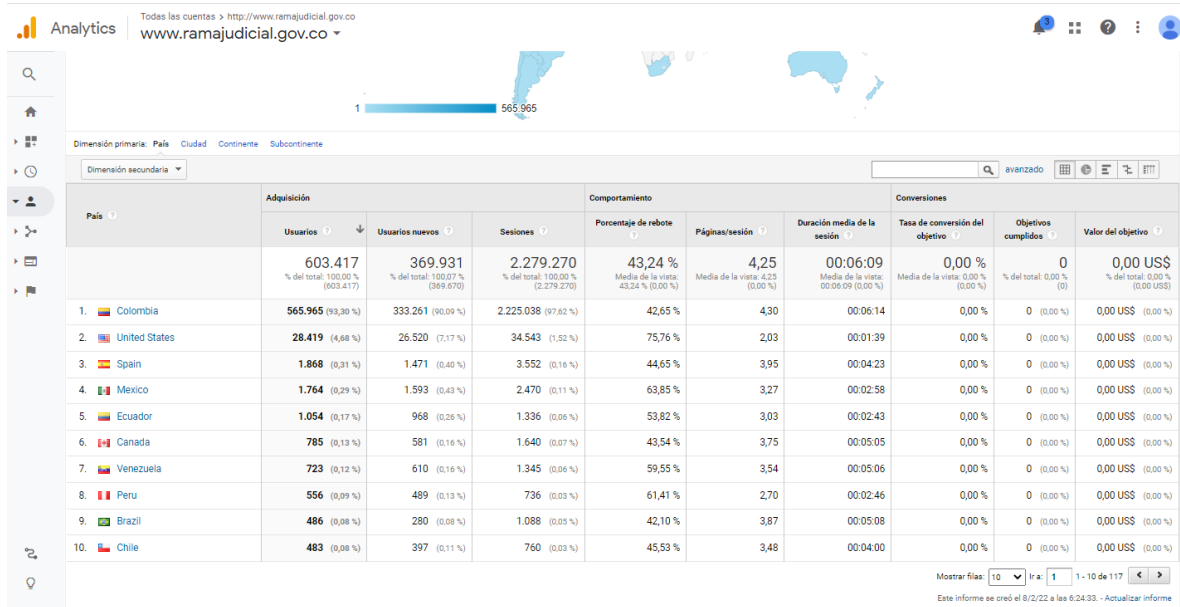 Analytics
Todas las cuentas > http://www.ramajudicial.gov.co
www.ramajudicial.gov.co
3
1 565.965
Dimensión primaria: País Ciudad Continente Subcontinente
Dimensión secundaria
avanzado
País Adquisición Comportamiento Conversiones
Usuarios Usuarios nuevos Sesiones Porcentaje de rebote Páginas/sesión Duración media de la sesión Tasa de conversión del objetivo Objetivos cumplidos Valor del objetivo
603.417 369.931 2.279.270 43,24 % 4,25 00:06:09 0,00 % 0 0,00 US$
% del total: 100,00 % (603.417) % del total: 100,07 % (369.670) % del total: 100,00 % (2.279.270) Media de la vista: 43,24 % (0,00 %) Media de la vista: 4,25 (0,00 %) Media de la vista: 00:06:09 (0,00 %) Media de la vista: 0,00 % (0,00 %) % del total: 0,00 % (0) % del total: 0,00 % (0,00 US$)
1. Colombia 565.965 (93,30 %) 333.261 (90,09 %) 2.225.038 (97,62 %) 42,65 % 4,30 00:06:14 0,00 % 0 (0,00 %) 0,00 US$ (0,00 %)
2. United States 28.419 (4,68 %) 26.520 (7,17 %) 34.543 (1,52 %) 75,76 % 2,03 00:01:39 0,00 % 0 (0,00 %) 0,00 US$ (0,00 %)
3. Spain 1.868 (0,31 %) 1.471 (0,40 %) 3.552 (0,16 %) 44,65 % 3,95 00:04:23 0,00 % 0 (0,00 %) 0,00 US$ (0,00 %)
4. Mexico 1.764 (0,29 %) 1.593 (0,43 %) 2.470 (0,11 %) 63,85 % 3,27 00:02:58 0,00 % 0 (0,00 %) 0,00 US$ (0,00 %)
5. Ecuador 1.054 (0,17 %) 968 (0,26 %) 1.336 (0,06 %) 53,82 % 3,03 00:02:43 0,00 % 0 (0,00 %) 0,00 US$ (0,00 %)
6. Canada 785 (0,13 %) 581 (0,16 %) 1.640 (0,07 %) 43,54 % 3,75 00:05:05 0,00 % 0 (0,00 %) 0,00 US$ (0,00 %)
7. Venezuela 723 (0,12 %) 610 (0,16 %) 1.345 (0,06 %) 59,55 % 3,54 00:05:06 0,00 % 0 (0,00 %) 0,00 US$ (0,00 %)
8. Peru 556 (0,09 %) 489 (0,13 %) 736 (0,03 %) 61,41 % 2,70 00:02:46 0,00 % 0 (0,00 %) 0,00 US$ (0,00 %)
9. Brazil 486 (0,08 %) 280 (0,08 %) 1.088 (0,05 %) 42,10 % 3,87 00:05:08 0,00 % 0 (0,00 %) 0,00 US$ (0,00 %)
10. Chile 483 (0,08 %) 397 (0,11 %) 760 (0,03 %) 45,53 % 3,48 00:04:00 0,00 % 0 (0,00 %) 0,00 US$ (0,00 %)
Mostrar filas: 10 Ir a: 1 1 - 10 de 117
Este informe se creó el 8/2/22 a las 6:24:33. - Actualizar informe